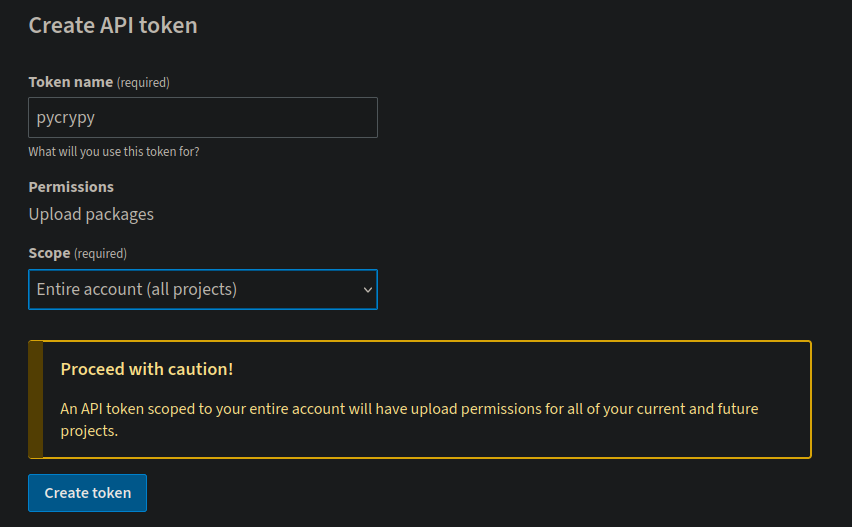 Create API token
Token name (required)
pycrypy
What will you use this token for?
Permissions
Upload packages
Scope (required)
Entire account (all projects)
Proceed with caution!
An API token scoped to your entire account will have upload permissions for all of your current and future
projects.
Create token